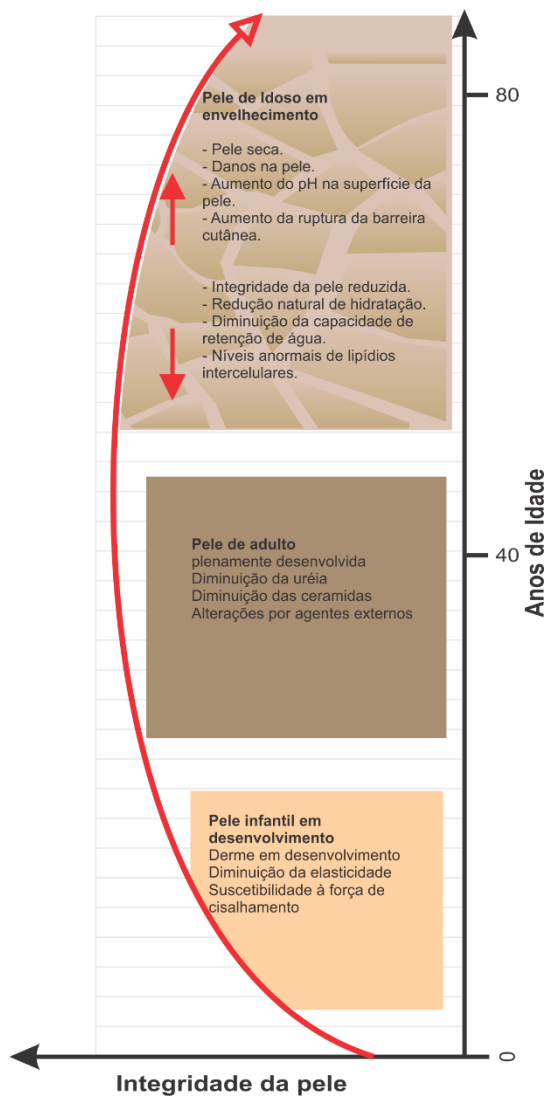 80
Pele de Idoso em
envelhecimento
- Pele seca.
- Danos na pele.
- Aumento do pH na superfície da
pele.
- Aumento da ruptura da barreira
cutânea.
- Integridade da pele reduzida.
- Redução natural de hidratação.
- Diminuição da capacidade de
retenção de água.
- Níveis anormais de lipídios
intercelulares.
Anos de Idade
40
Pele de adulto
plenamente desenvolvida
Diminuição da uréia
Diminuição das ceramidas
Alterações por agentes externos
Pele infantil em
desenvolvimento
Derme em desenvolvimento
Diminuição da elasticidade
Suscetibilidade à força de
cisalhamento
0
Integridade da pele